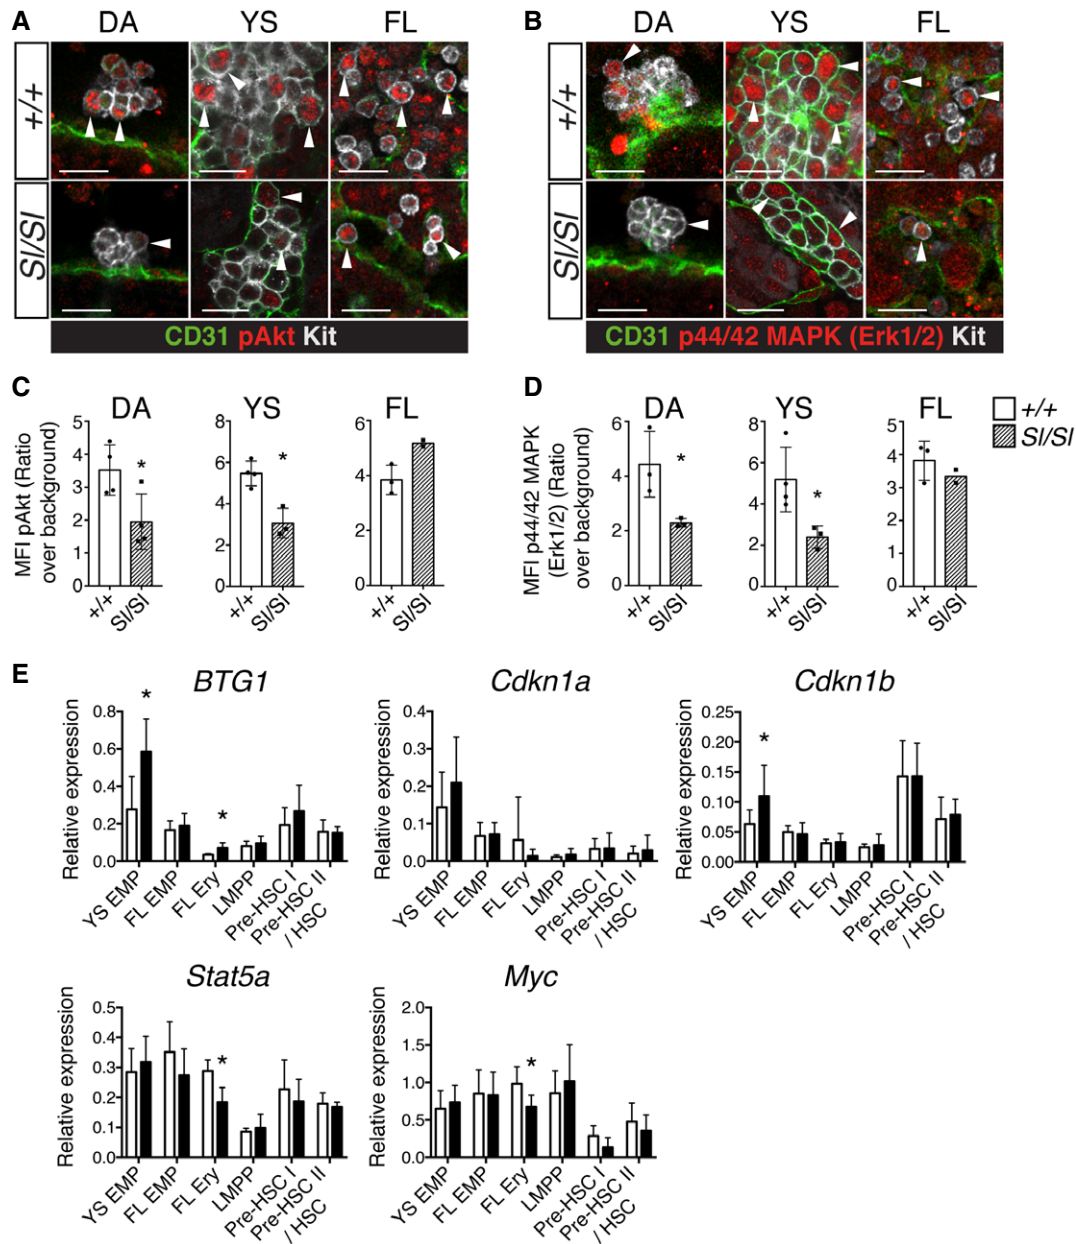 A
DA YS FL
+/+
Sl/Sl
CD31 pAkt Kit
B
DA YS FL
+/+
Sl/Sl
CD31 p44/42 MAPK (Erk1/2) Kit
C
DA
MFI pAkt (Ratio
over background)
5
4
3
2
1
0
*
+/+
Sl/Sl
YS
8
6
4
2
0
*
+/+
Sl/Sl
FL
6
4
2
0
+/+
Sl/Sl
D
DA
MFI p44/42 MAPK
(Erk1/2) (Ratio
over background)
6
4
2
0
*
+/+
Sl/Sl
YS
8
6
4
2
0
*
+/+
Sl/Sl
FL
5
4
3
2
1
0
+/+
Sl/Sl
+/+
Sl/Sl
E
BTG1
Relative expression
0.8
0.6
0.4
0.2
0.0
*
*
YS EMP
FL EMP
FL Ery
LMPP
Pre-HSC I
Pre-HSC II
/ HSC
Cdkn1a
Relative expression
0.4
0.3
0.2
0.1
0.0
YS EMP
FL EMP
FL Ery
LMPP
Pre-HSC I
Pre-HSC II
/ HSC
Cdkn1b
Relative expression
0.25
0.20
0.15
0.10
0.05
0.00
*
YS EMP
FL EMP
FL Ery
LMPP
Pre-HSC I
Pre-HSC II
/ HSC
Stat5a
Relative expression
0.5
0.4
0.3
0.2
0.1
0.0
*
YS EMP
FL EMP
FL Ery
LMPP
Pre-HSC I
Pre-HSC II
/ HSC
Myc
Relative expression
2.0
1.5
1.0
0.5
0.0
*
YS EMP
FL EMP
FL Ery
LMPP
Pre-HSC I
Pre-HSC II
/ HSC